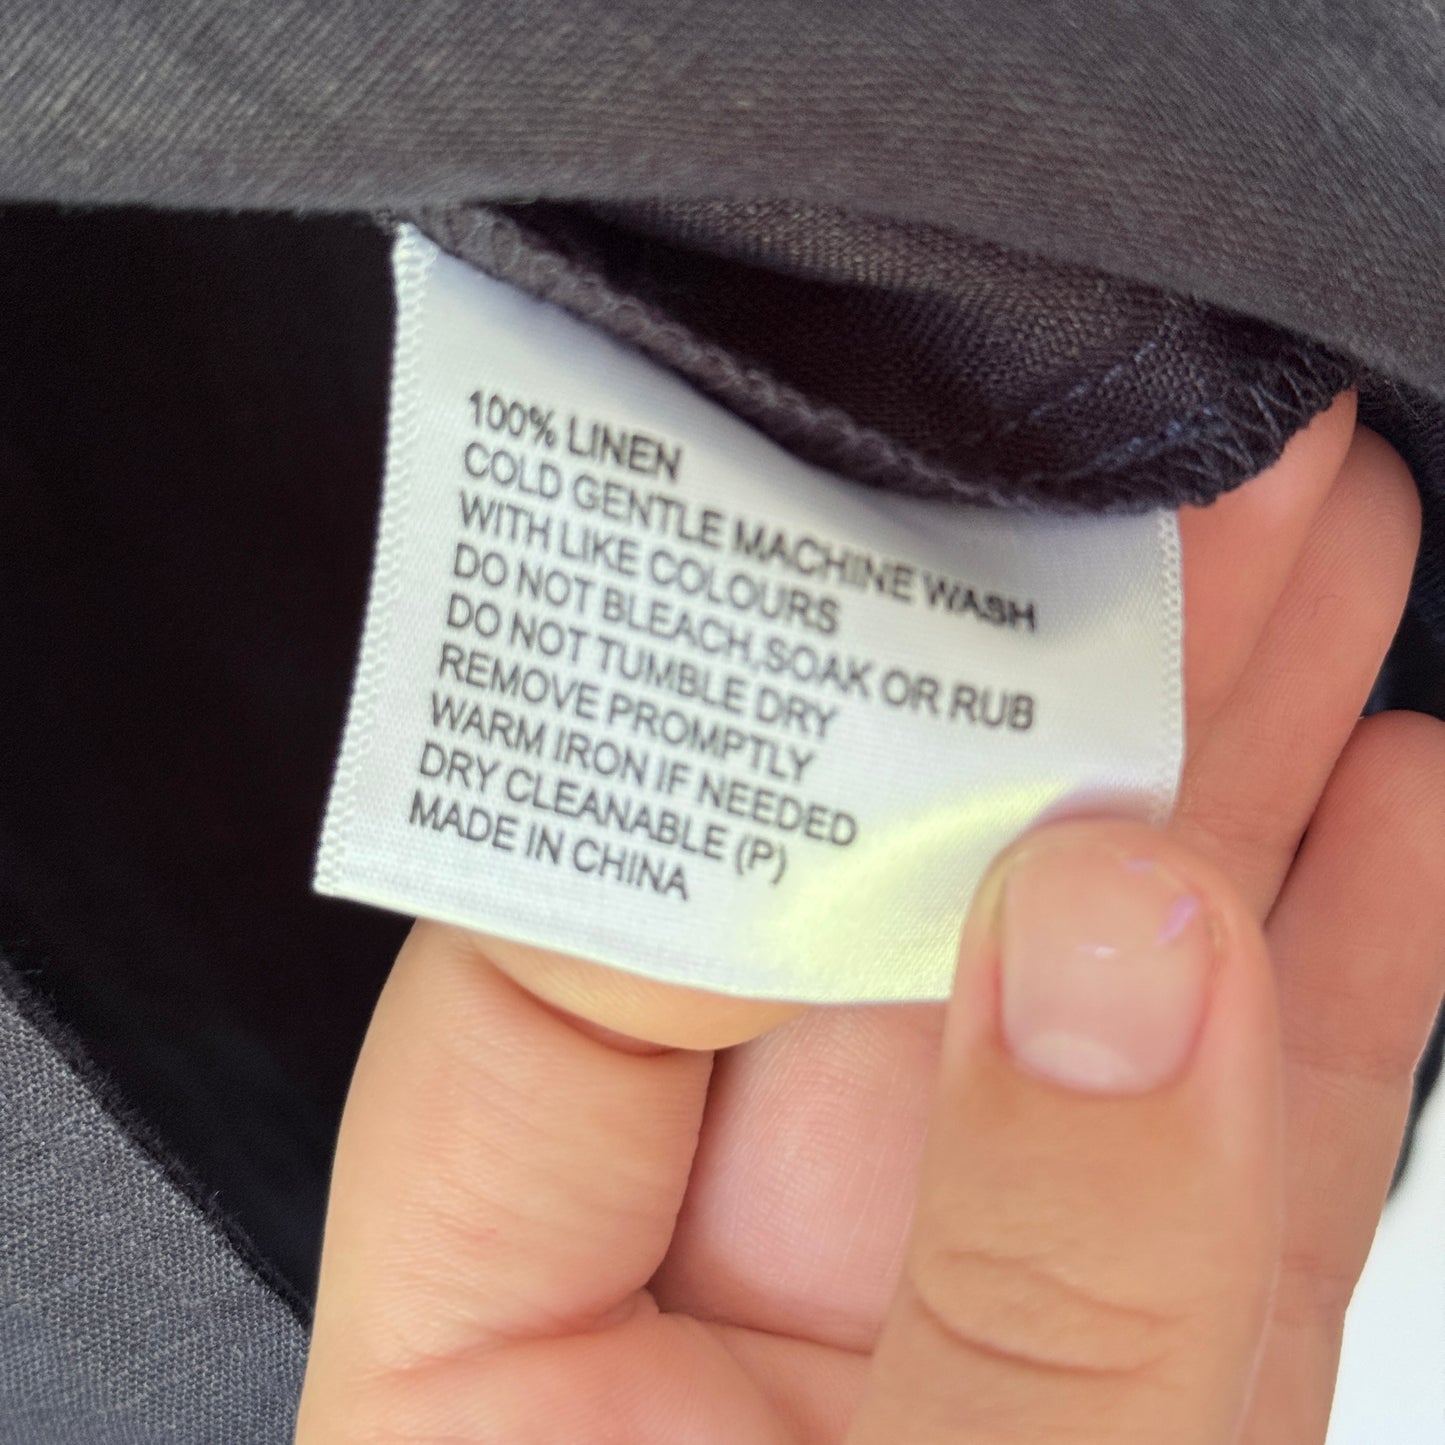 100% LINEN
COLD GENTLE MACHINE WASH
WITH LIKE COLOURS
DO NOT BLEACH,SOAK OR RUB
DO NOT TUMBLE DRY
REMOVE PROMPTLY
WARM IRON IF NEEDED
DRY CLEANABLE (P)
MADE IN CHINA